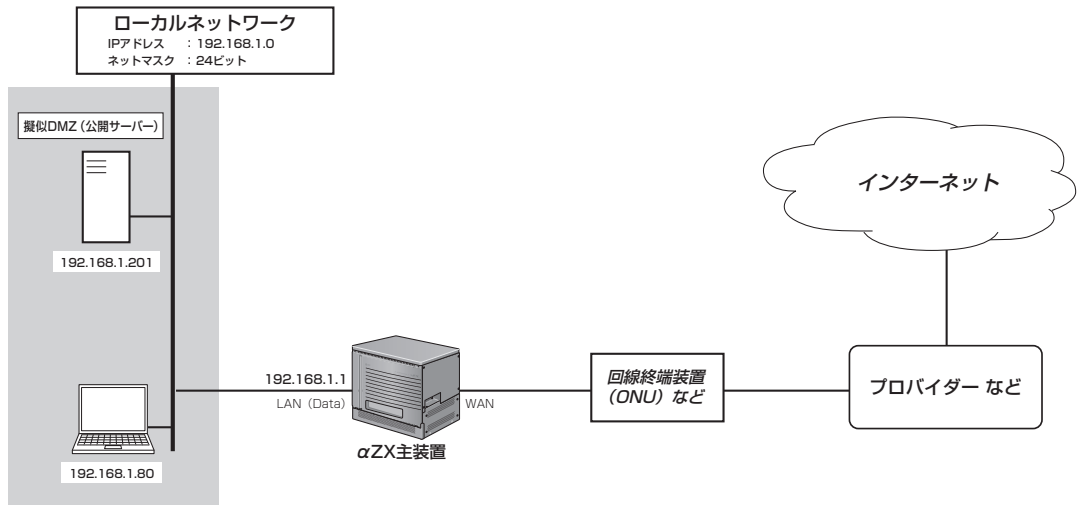 ローカルネットワーク
IPアドレス ：192.168.1.0
ネットマスク ：24ビット
擬似DMZ（公開サーバー）
192.168.1.201
インターネット
192.168.1.1
LAN（Data）
WAN
αZX主装置
回線終端装置
（ONU）など
プロバイダー など
192.168.1.80